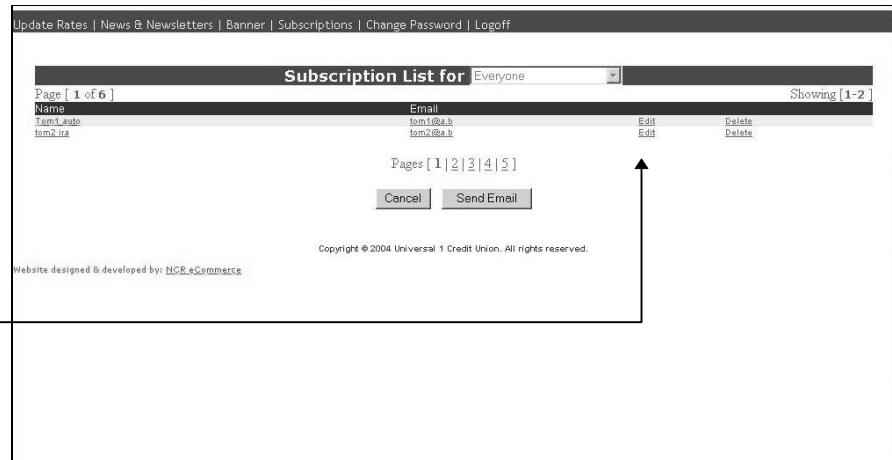 Update Rates | News & Newsletters | Banner | Subscriptions | Change Password | Logoff
Subscription List for Everyone
Page [ 1 of 6 ] Showing [1-2 ]
Name Email
Tom1_auto tom1@a.b Edit Delete
tom2 ira tom2@a.b Edit Delete
Pages [ 1 | 2 | 3 | 4 | 5 ]
Cancel Send Email
Copyright © 2004 Universal 1 Credit Union. All rights reserved.
Website designed & developed by: NCR eCommerce